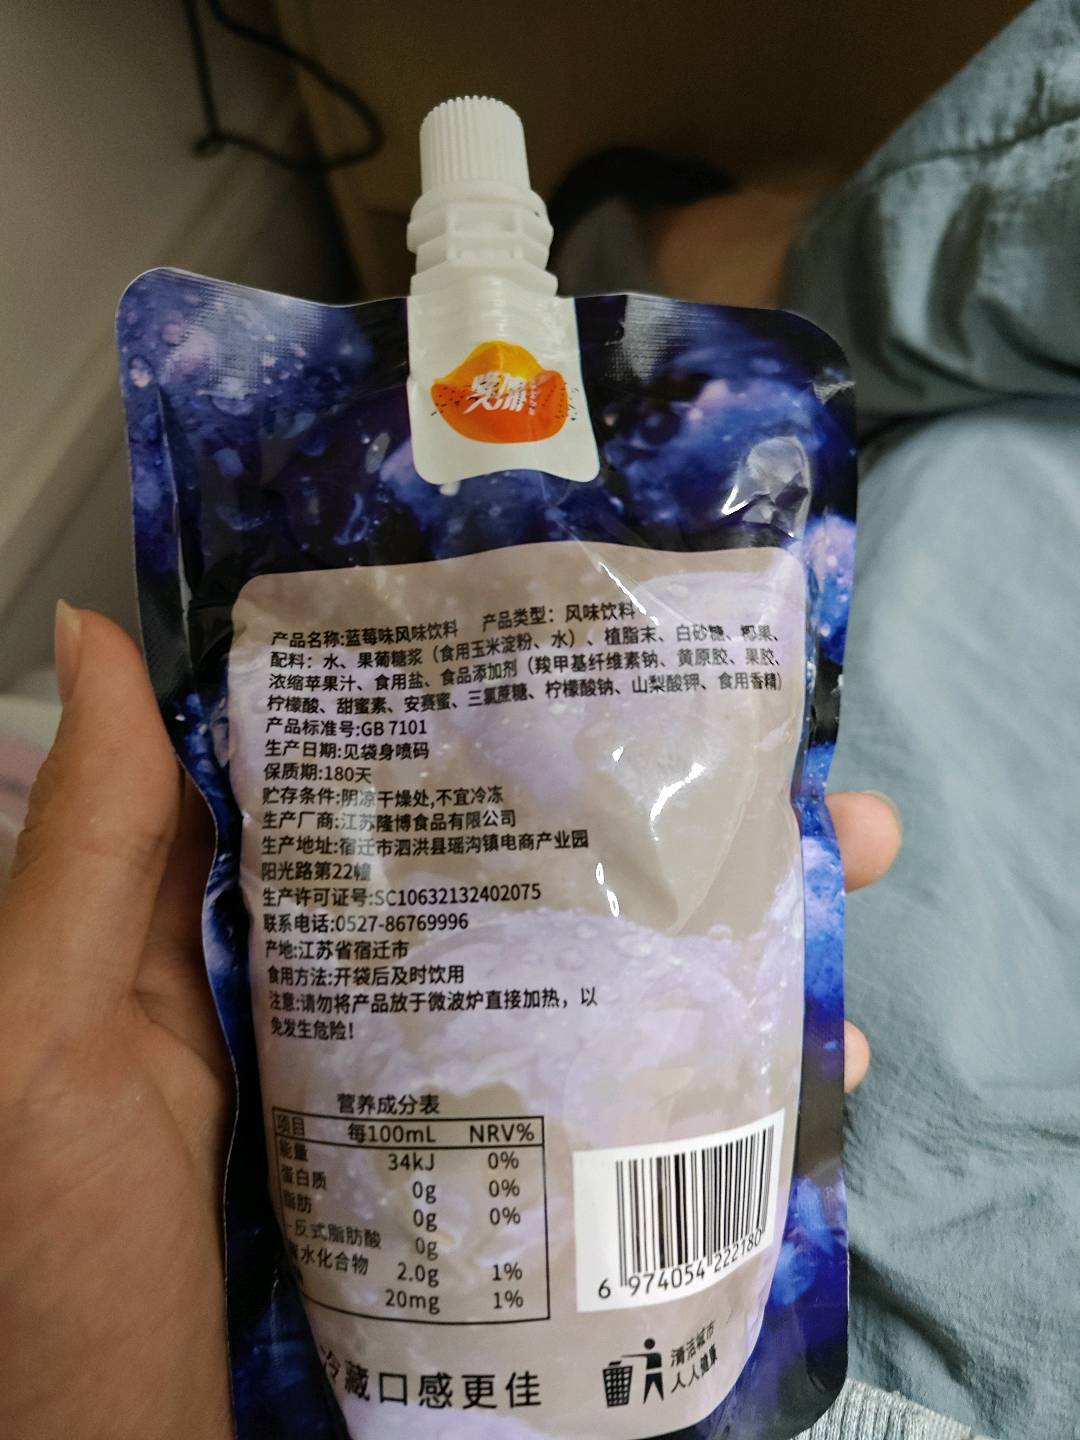 产品名称:蓝莓味风味饮料 产品类型：风味饮料
配料：水、果葡糖浆（食用玉米淀粉、水）、植脂末、白砂糖、椰果、
浓缩苹果汁、食用盐、食品添加剂（羧甲基纤维素钠、黄原胶、果胶、
柠檬酸、甜蜜素、安赛蜜、三氯蔗糖、柠檬酸钠、山梨酸钾、食用香精）
产品标准号:GB 7101
生产日期:见袋身喷码
保质期:180天
贮存条件:阴凉干燥处,不宜冷冻
生产厂商:江苏隆博食品有限公司
生产地址:宿迁市泗洪县瑶沟镇电商产业园
阳光路第22幢
生产许可证号:SC10632132402075
联系电话:0527-86769996
产地:江苏省宿迁市
食用方法:开袋后及时饮用
注意:请勿将产品放于微波炉直接加热，以
免发生危险!
营养成分表
项目 每100mL NRV%
能量 34kJ 0%
蛋白质 0g 0%
脂肪 0g 0%
-反式脂肪酸 0g
水化合物 2.0g 1%
20mg 1%
6 974054 222180
冷藏口感更佳
清洁城市
人人健康